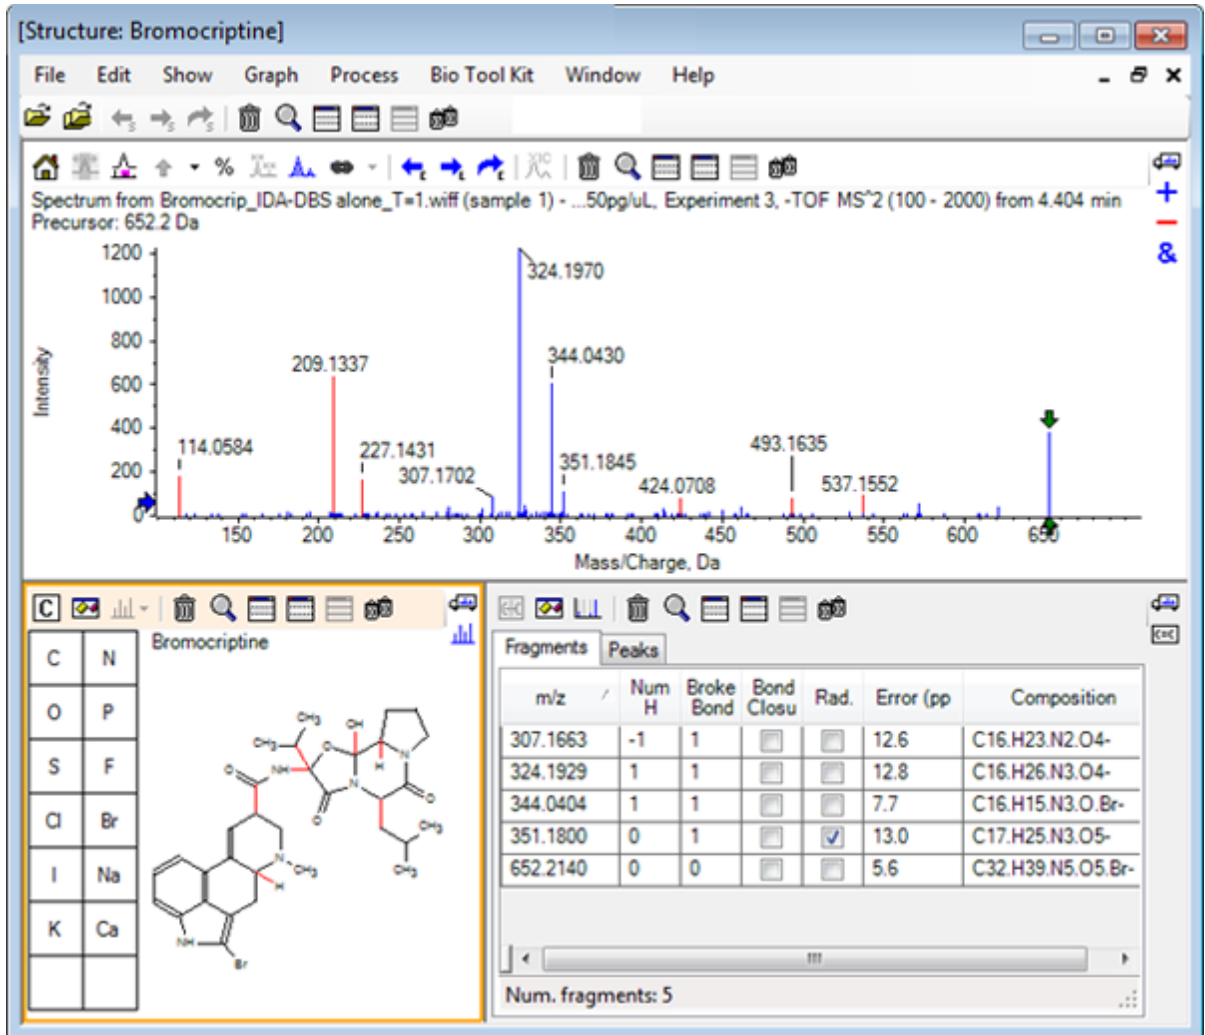 [Structure: Bromocriptine]
File Edit Show Graph Process Bio Tool Kit Window Help
Spectrum from Bromocrip_IDA-DBS alone_T=1.wiff (sample 1) - ...50pg/uL, Experiment 3, -TOF MS^2 (100 - 2000) from 4.404 min
Precursor: 652.2 Da
1200
324.1970
1000
800
209.1337
344.0430
Intensity
600
400
114.0584
227.1431
493.1635
351.1845
200
307.1702
424.0708
537.1552
0
150 200 250 300 350 400 450 500 550 600 650
Mass/Charge, Da
C N
O P
S F
Cl Br
I Na
K Ca
Bromocriptine
CH3
OH
CH3
O
H
N
O
NH
N
O
O
CH3
CH3
N
CH3
H
NH
Br
Fragments Peaks
m/z Num H Broke Bond Bond Closu Rad. Error (pp Composition
307.1663 -1 1 12.6 C16.H23.N2.O4-
324.1929 1 1 12.8 C16.H26.N3.O4-
344.0404 1 1 7.7 C16.H15.N3.O.Br-
351.1800 0 1 13.0 C17.H25.N3.O5-
652.2140 0 0 5.6 C32.H39.N5.O5.Br-
Num. fragments: 5